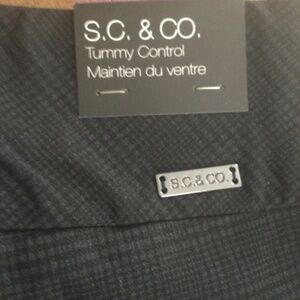 S.C. & CO.
Tummy Control
Maintien du ventre
S.C.& CO.